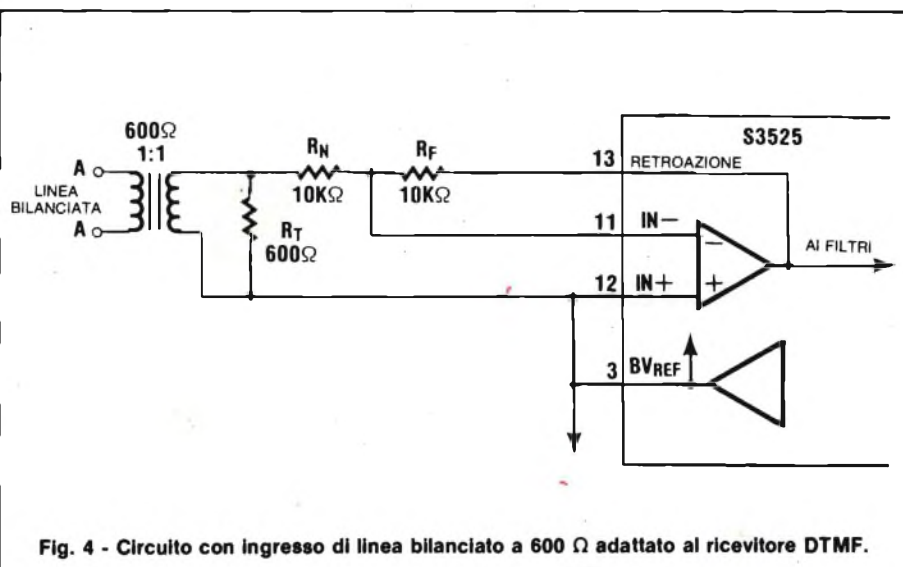 600Ω
1:1
A
LINEA
BILANCIATA
A
RN
10KΩ
RF
10KΩ
RT
600Ω
13 RETROAZIONE
S3525
11 IN−
−
AI FILTRI
12 IN+
+
3 BVREF
Fig. 4 - Circuito con ingresso di linea bilanciato a 600 Ω adattato al ricevitore DTMF.